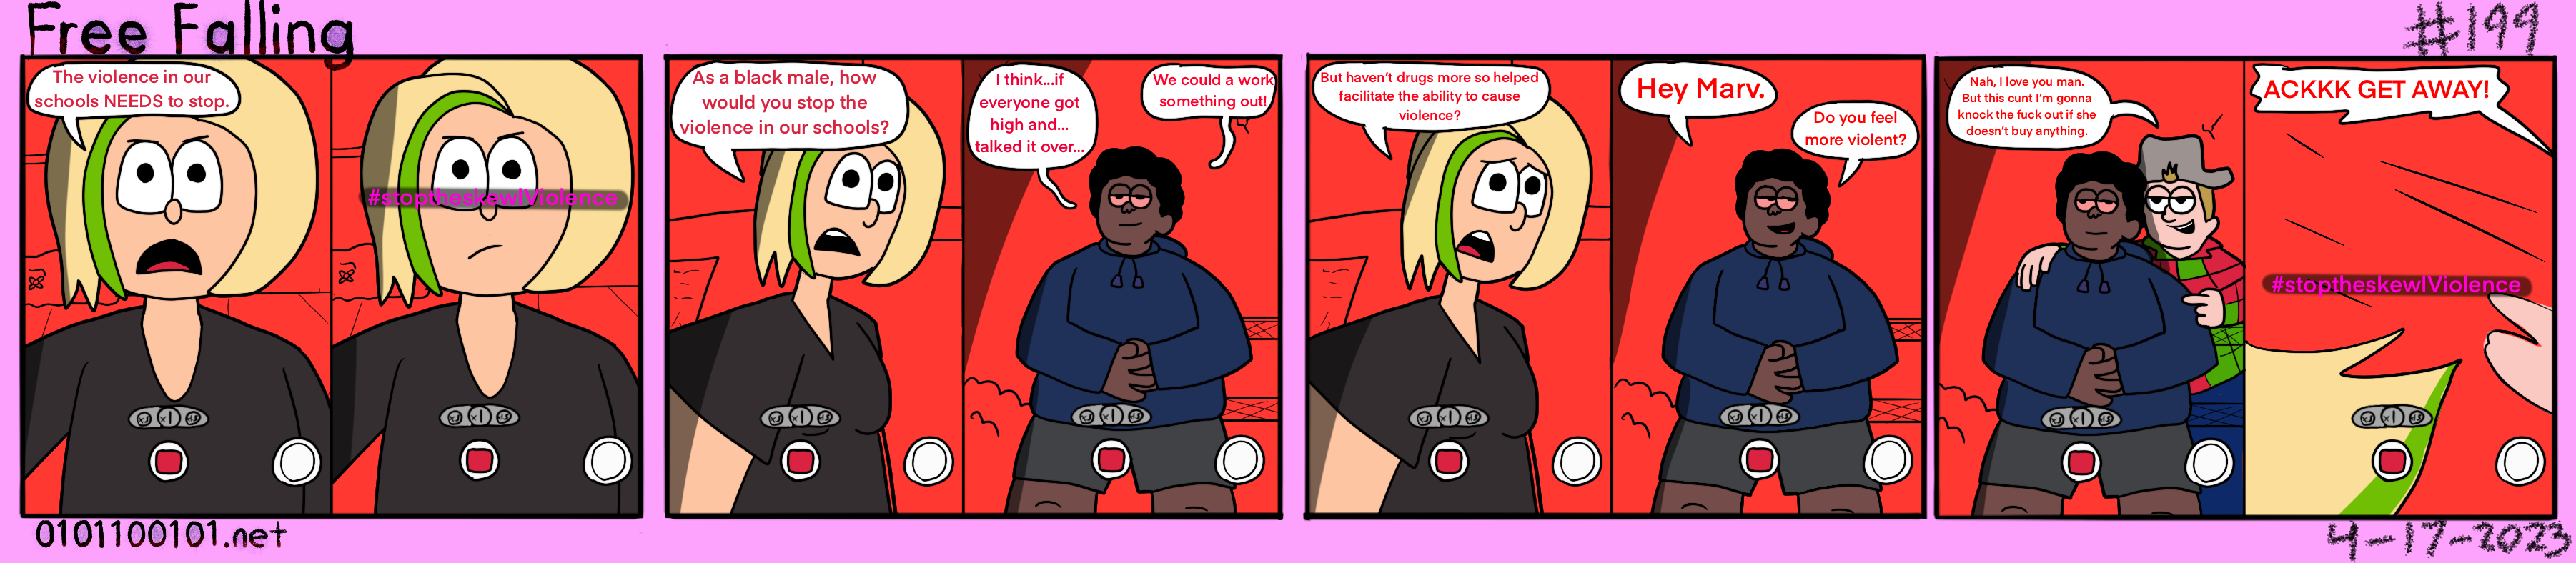 Free Falling
#199
The violence in our
schools NEEDS to stop.
#stoptheskewlViolence
As a black male, how
would you stop the
violence in our schools?
I think...if
everyone got
high and...
talked it over...
We could a work
something out!
But haven't drugs more so helped
facilitate the ability to cause
violence?
Hey Marv.
Do you feel
more violent?
Nah, I love you man.
But this cunt I'm gonna
knock the fuck out if she
doesn't buy anything.
ACKKK GET AWAY!
#stoptheskewlViolence
0101100101.net
4-17-2023